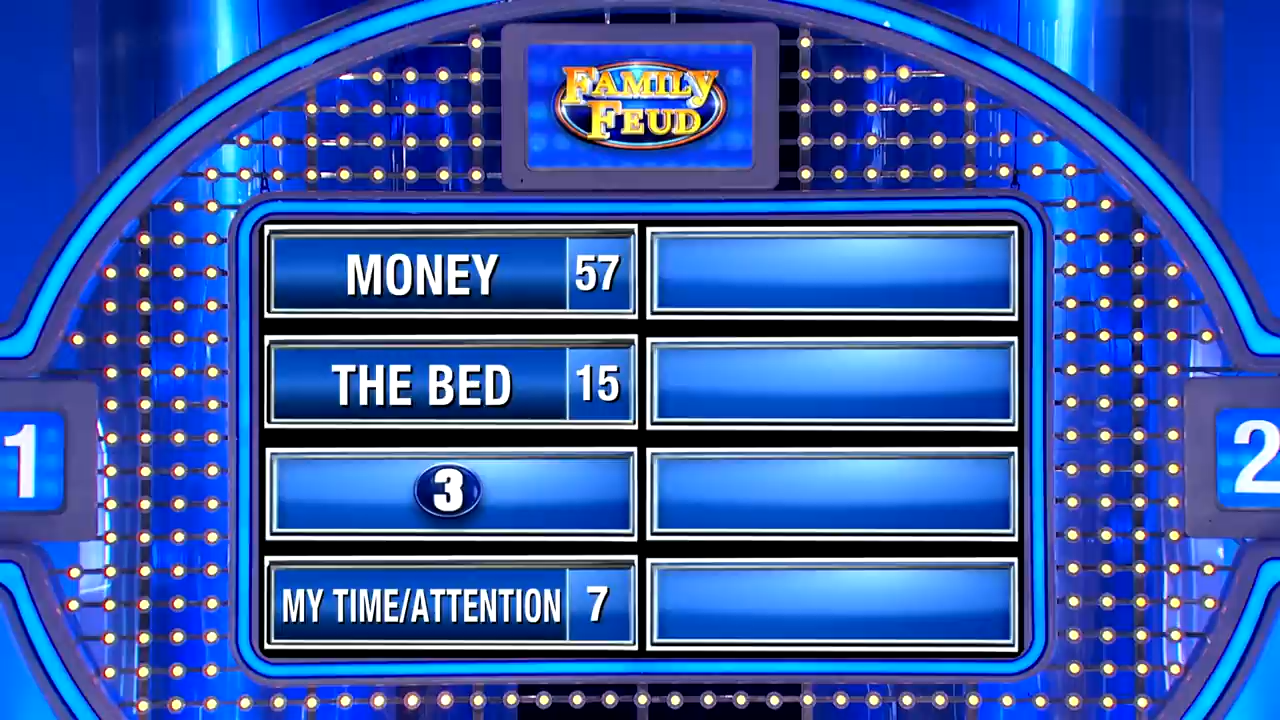 FAMILY
FEUD
MONEY 57
THE BED 15
3
MY TIME/ATTENTION 7
1
2